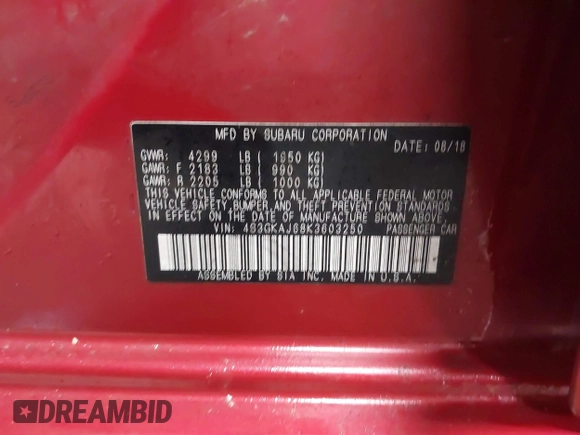 MFD BY SUBARU CORPORATION
DATE: 08/18
GVWR: 4299 LB ( 1950 KG)
GAWR: F 2183 LB ( 990 KG)
GAWR: R 2205 LB ( 1000 KG)
THIS VEHICLE CONFORMS TO ALL APPLICABLE FEDERAL MOTOR
VEHICLE SAFETY BUMPER AND THEFT PREVENTION STANDARDS
IN EFFECT ON THE DATE OF MANUFACTURE SHOWN ABOVE.
VIN: 4S3GKAJ68K3603250 PASSENGER CAR
ASSEMBLED BY SIA INC. MADE IN U.S.A.
DREAMBID